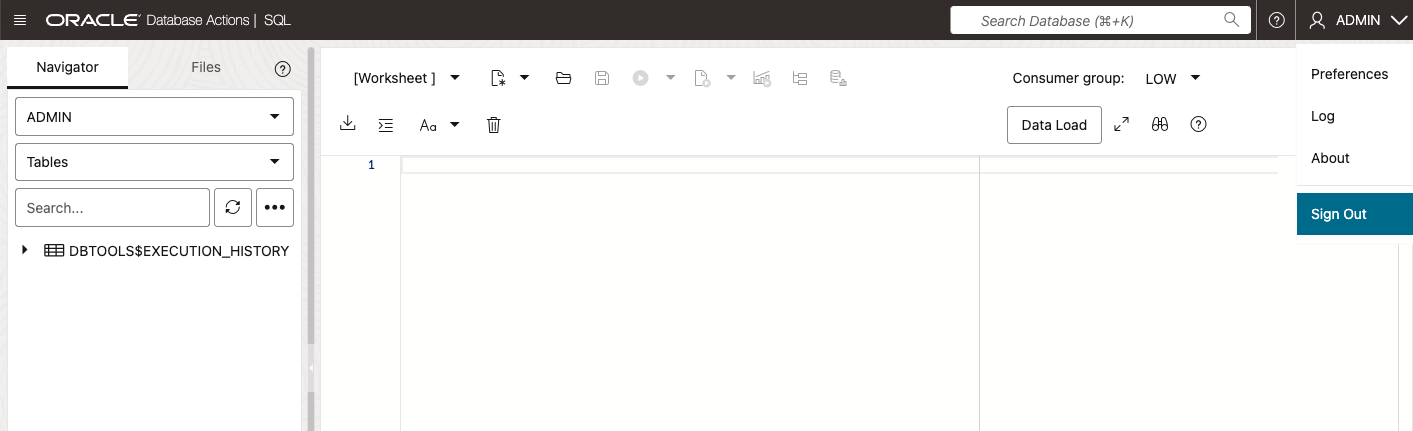 ORACLE Database Actions | SQL
Search Database (⌘+K)
ADMIN
Navigator
Files
[Worksheet ]
Consumer group: LOW
Preferences
Log
About
Sign Out
ADMIN
Tables
Search...
DBTOOLS$EXECUTION_HISTORY
Aa
Data Load
1